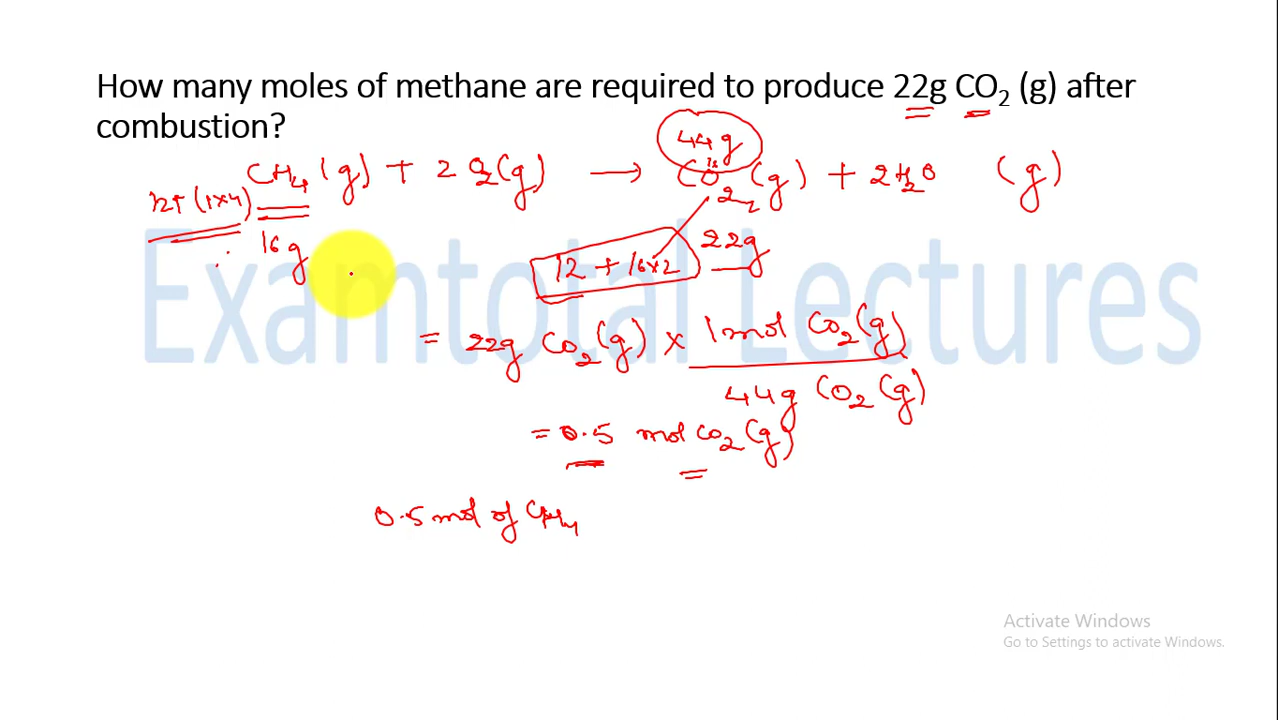 How many moles of methane are required to produce 22g CO₂ (g) after
combustion?
44g
CH₄ (g) + 2 O₂(g) → CO₂ (g) + 2H₂O (g)
12+(1x4)
16g
12 + 16x2
22g
= 22g CO₂(g) x 1mol CO₂(g)
44g CO₂(g)
= 0.5 mol CO₂(g)
0.5 mol of CH₄
Examtotal Lectures
Activate Windows
Go to Settings to activate Windows.